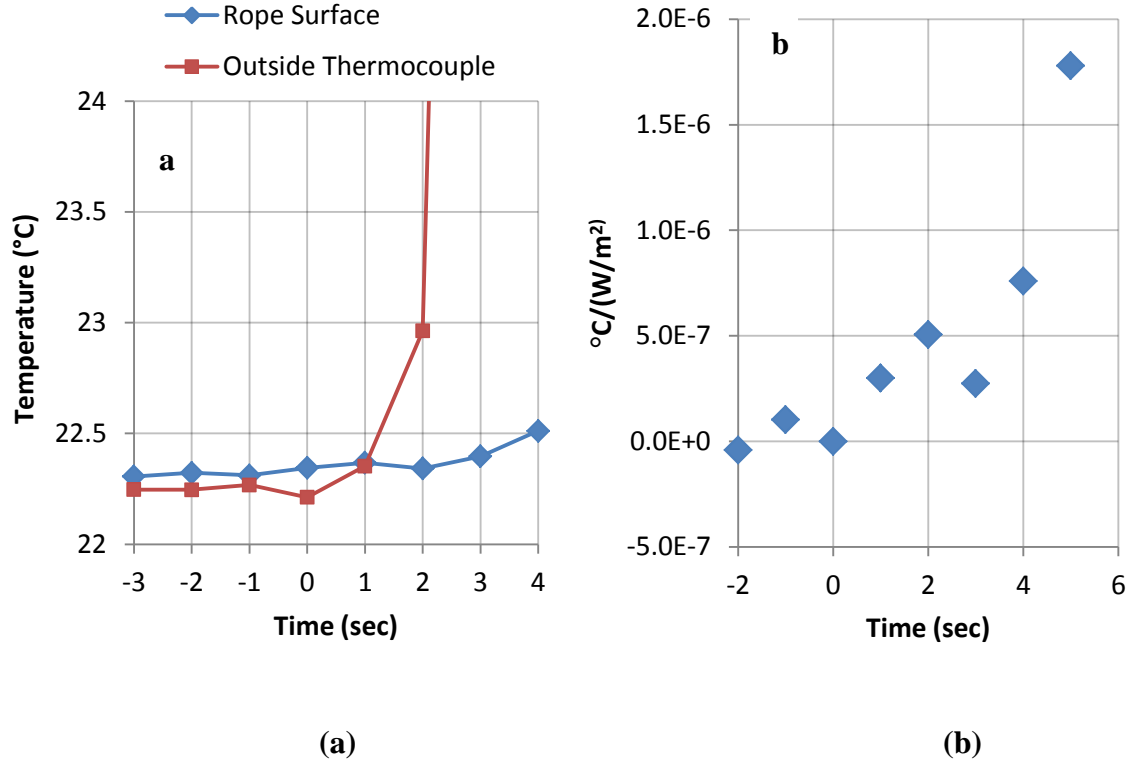 Rope Surface
Outside Thermocouple
a
Temperature (°C)
24
23.5
23
22.5
22
-3 -2 -1 0 1 2 3 4
Time (sec)
(a)
b
°C/(W/m²)
2.0E-6
1.5E-6
1.0E-6
5.0E-7
0.0E+0
-5.0E-7
-2 0 2 4 6
Time (sec)
(b)